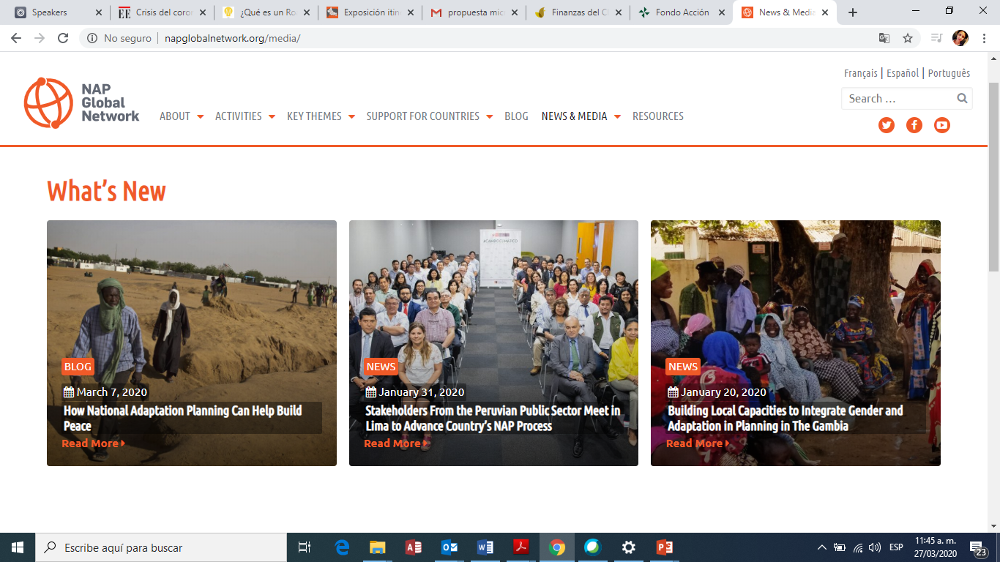 Speakers
Crisis del coro
¿Qué es un Ro
Exposición itin
propuesta mic
Finanzas del C
Fondo Acción
News & Media
No seguro
napglobalnetwork.org/media/
Français | Español | Português
NAP
Global
Network
ABOUT
ACTIVITIES
KEY THEMES
SUPPORT FOR COUNTRIES
BLOG
NEWS & MEDIA
RESOURCES
Search …
What's New
BLOG
March 7, 2020
How National Adaptation Planning Can Help Build
Peace
Read More
#CAMBIOCLIMATICO
NEWS
January 31, 2020
Stakeholders From the Peruvian Public Sector Meet in
Lima to Advance Country's NAP Process
Read More
NEWS
January 20, 2020
Building Local Capacities to Integrate Gender and
Adaptation in Planning in The Gambia
Read More
Escribe aquí para buscar
ESP
11:45 a. m.
27/03/2020
23